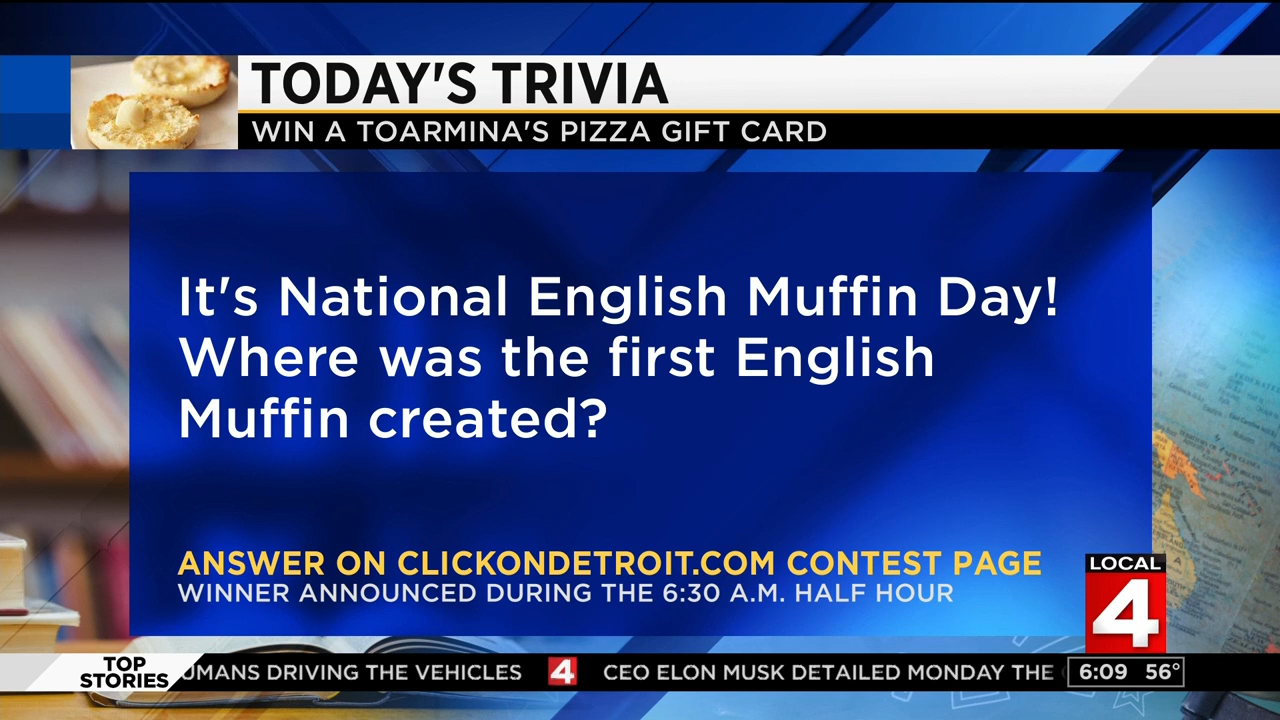 TODAY'S TRIVIA
WIN A TOARMINA'S PIZZA GIFT CARD
It's National English Muffin Day!
Where was the first English
Muffin created?
ANSWER ON CLICKONDETROIT.COM CONTEST PAGE
WINNER ANNOUNCED DURING THE 6:30 A.M. HALF HOUR
LOCAL
4
TOP
STORIES
UMANS DRIVING THE VEHICLES 4 CEO ELON MUSK DETAILED MONDAY THE
6:09 56°